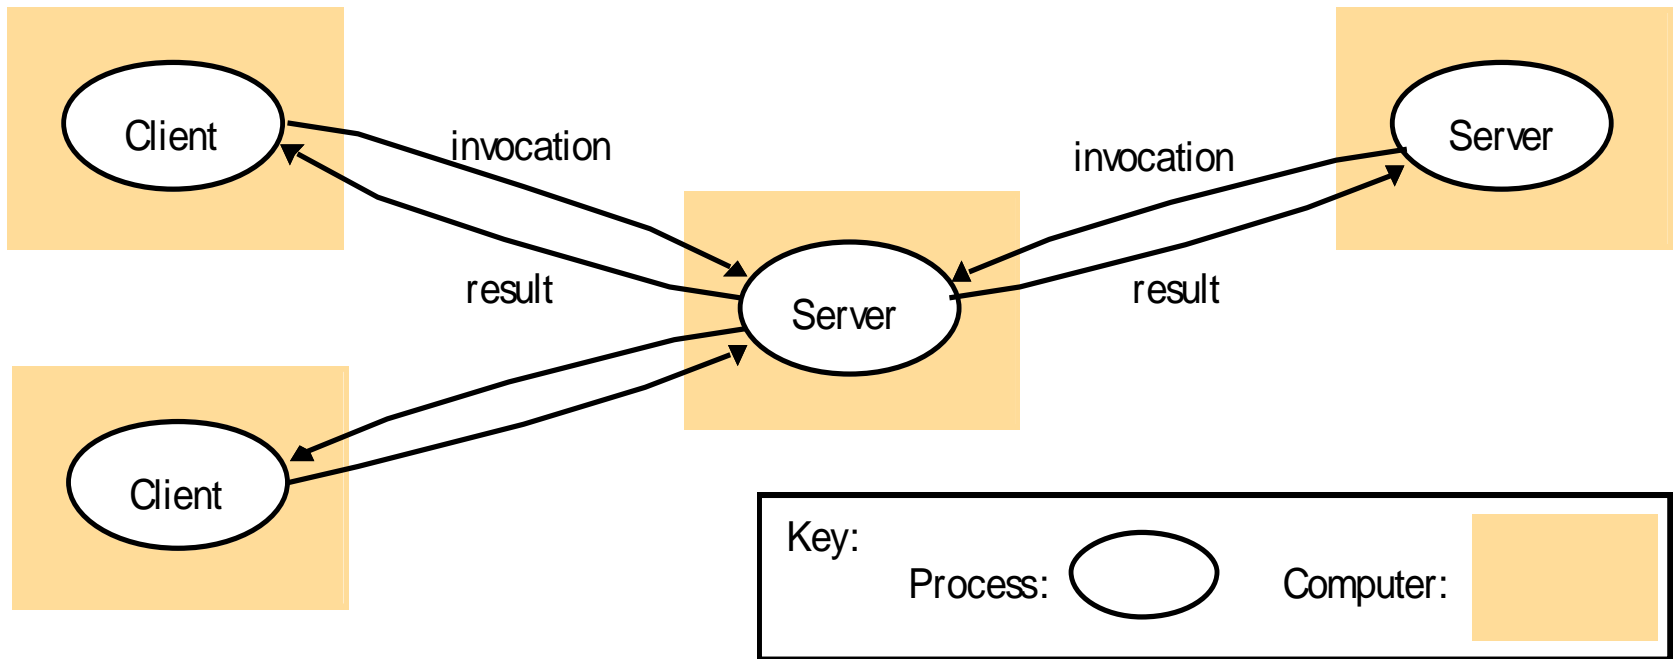 Client
invocation
result
Server
invocation
result
Server
Client
Key:
Process:
Computer: